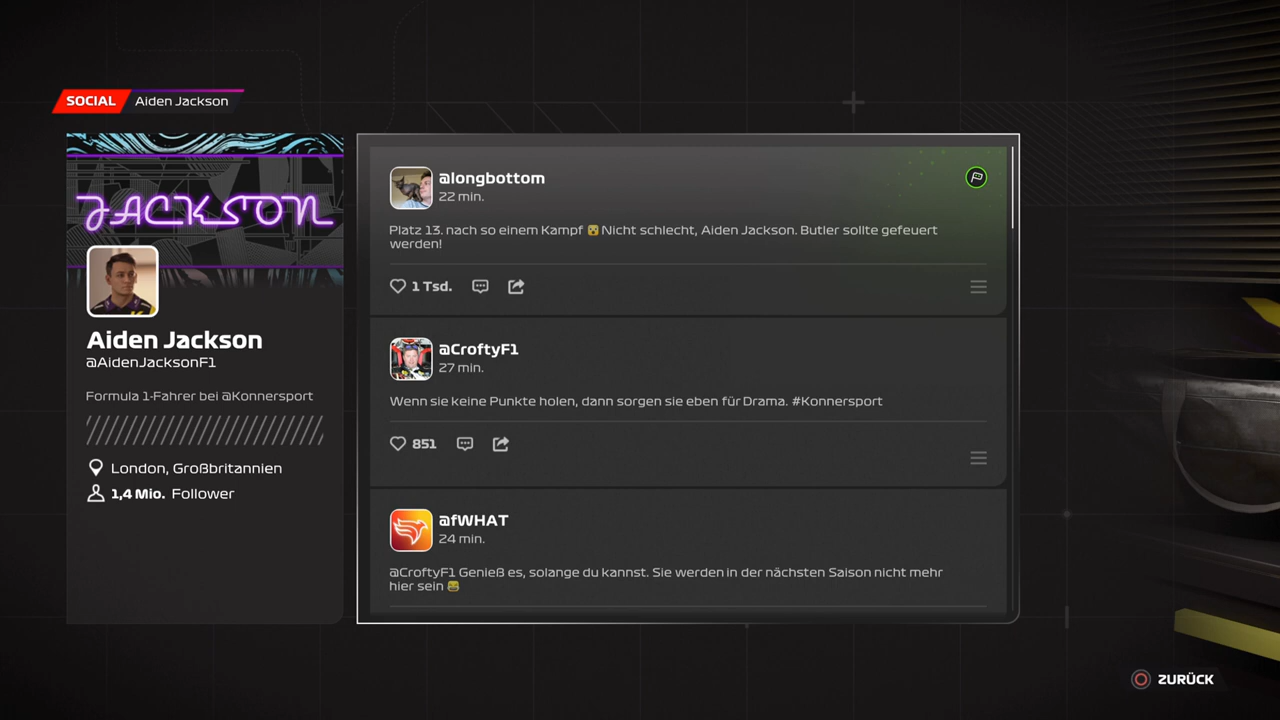 SOCIAL Aiden Jackson
JACKSON
Aiden Jackson
@AidenJacksonF1
Formula 1-Fahrer bei @Konnersport
London, Großbritannien
1,4 Mio. Follower
@longbottom
22 min.
Platz 13. nach so einem Kampf 😮 Nicht schlecht, Aiden Jackson. Butler sollte gefeuert
werden!
1 Tsd.
@CroftyF1
27 min.
Wenn sie keine Punkte holen, dann sorgen sie eben für Drama. #Konnersport
851
@fWHAT
24 min.
@CroftyF1 Genieß es, solange du kannst. Sie werden in der nächsten Saison nicht mehr
hier sein 😆
ZURÜCK